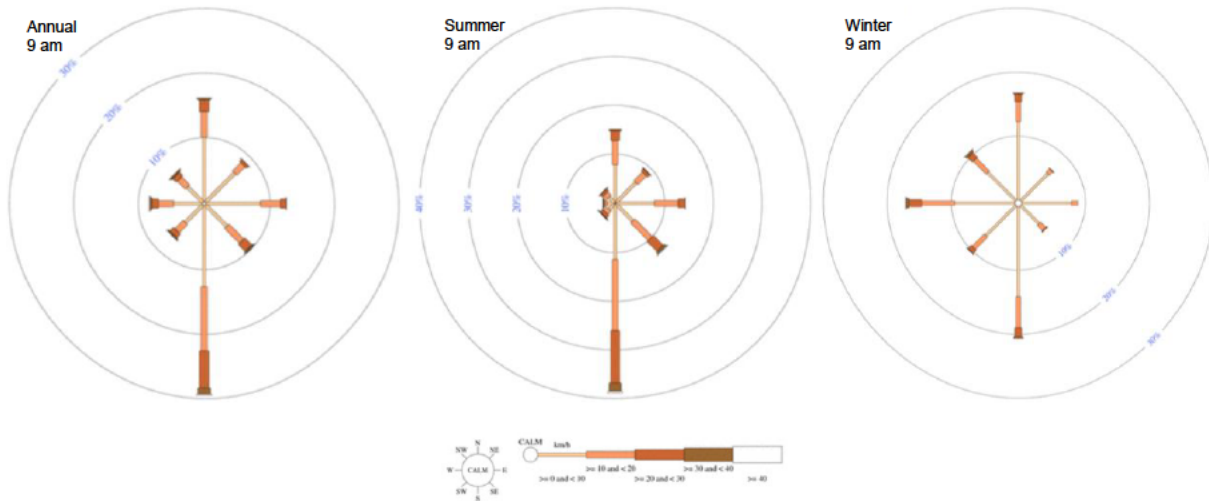 Annual
9 am
30%
20%
10%
Summer
9 am
40%
30%
20%
10%
Winter
9 am
10%
20%
30%
N
NW NE
W CALM E
SW SE
S
CALM km/h
>= 10 and < 20 >= 30 and < 40
>= 0 and < 10 >= 20 and < 30 >= 40